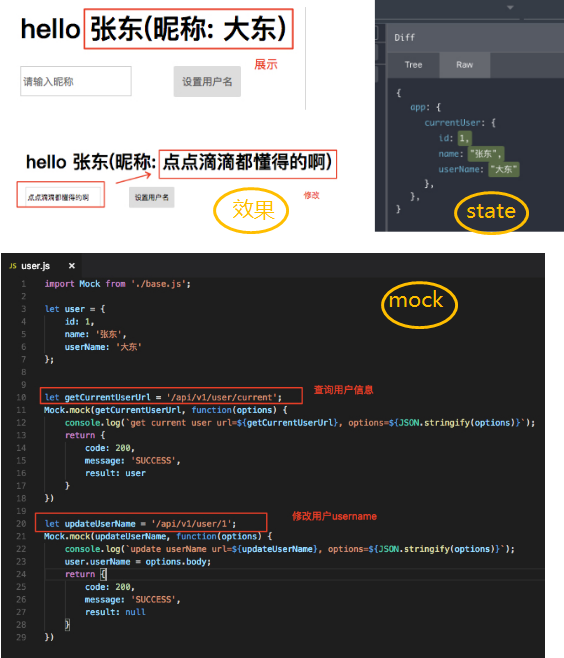 hello 张东(昵称: 大东)
展示
请输入昵称
设置用户名
hello 张东(昵称: 点点滴滴都懂得的啊)
点点滴滴都懂得的啊
设置用户名
修改
效果
Diff
Tree
Raw
{
app: {
currentUser: {
id: 1,
name: "张东",
userName: "大东"
},
},
}
state
JS user.js ×
mock
1 import Mock from './base.js';
2
3 let user = {
4 id: 1,
5 name: '张东',
6 userName: '大东'
7 };
8
9
10 let getCurrentUserUrl = '/api/v1/user/current';
查询用户信息
11 Mock.mock(getCurrentUserUrl, function(options) {
12 console.log(`get current user url=${getCurrentUserUrl}, options=${JSON.stringify(options)}`);
13 return {
14 code: 200,
15 message: 'SUCCESS',
16 result: user
17 }
18 })
19
20 let updateUserName = '/api/v1/user/1';
修改用户username
21 Mock.mock(updateUserName, function(options) {
22 console.log(`update userName url=${updateUserName}, options=${JSON.stringify(options)}`);
23 user.userName = options.body;
24 return {
25 code: 200,
26 message: 'SUCCESS',
27 result: null
28 }
29 })